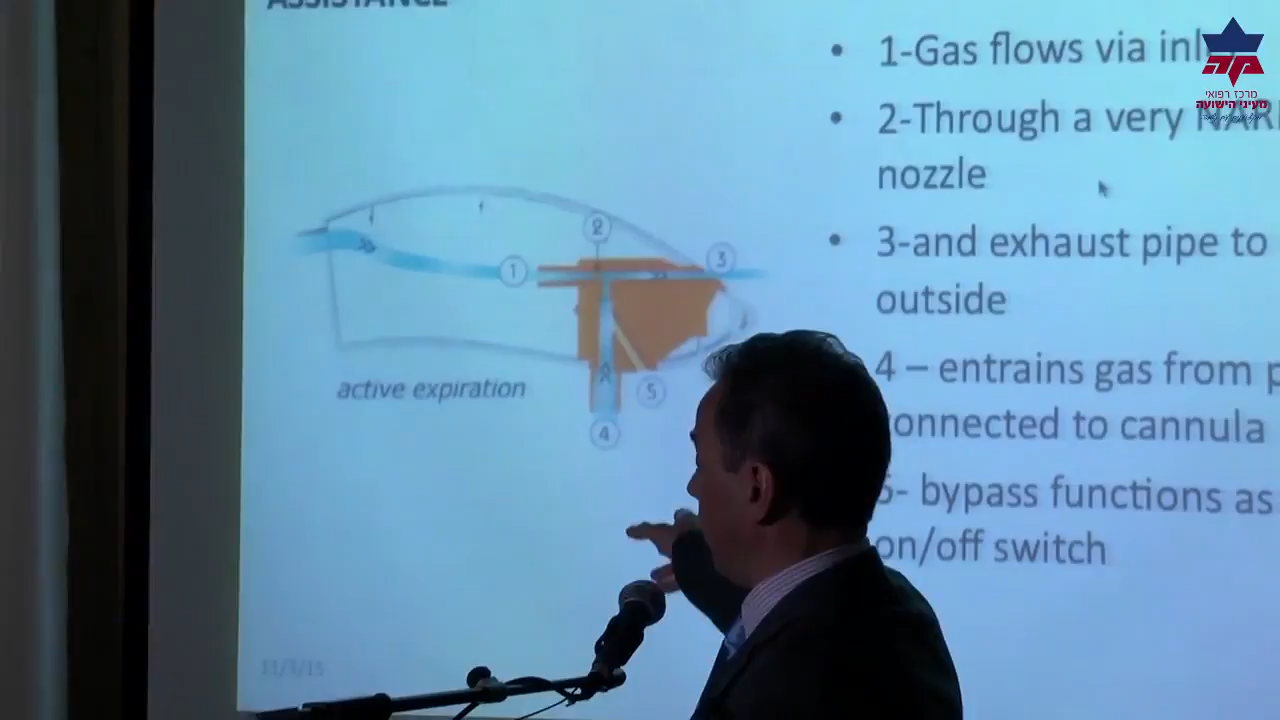 ASSISTANCE
1-Gas flows via
2-Through a very
nozzle
3-and exhaust pipe to
outside
4 – entrains gas from
connected to cannula
5- bypass functions as
on/off switch
1
2
3
4
5
active expiration
מרכז רפואי
מעיני הישועה